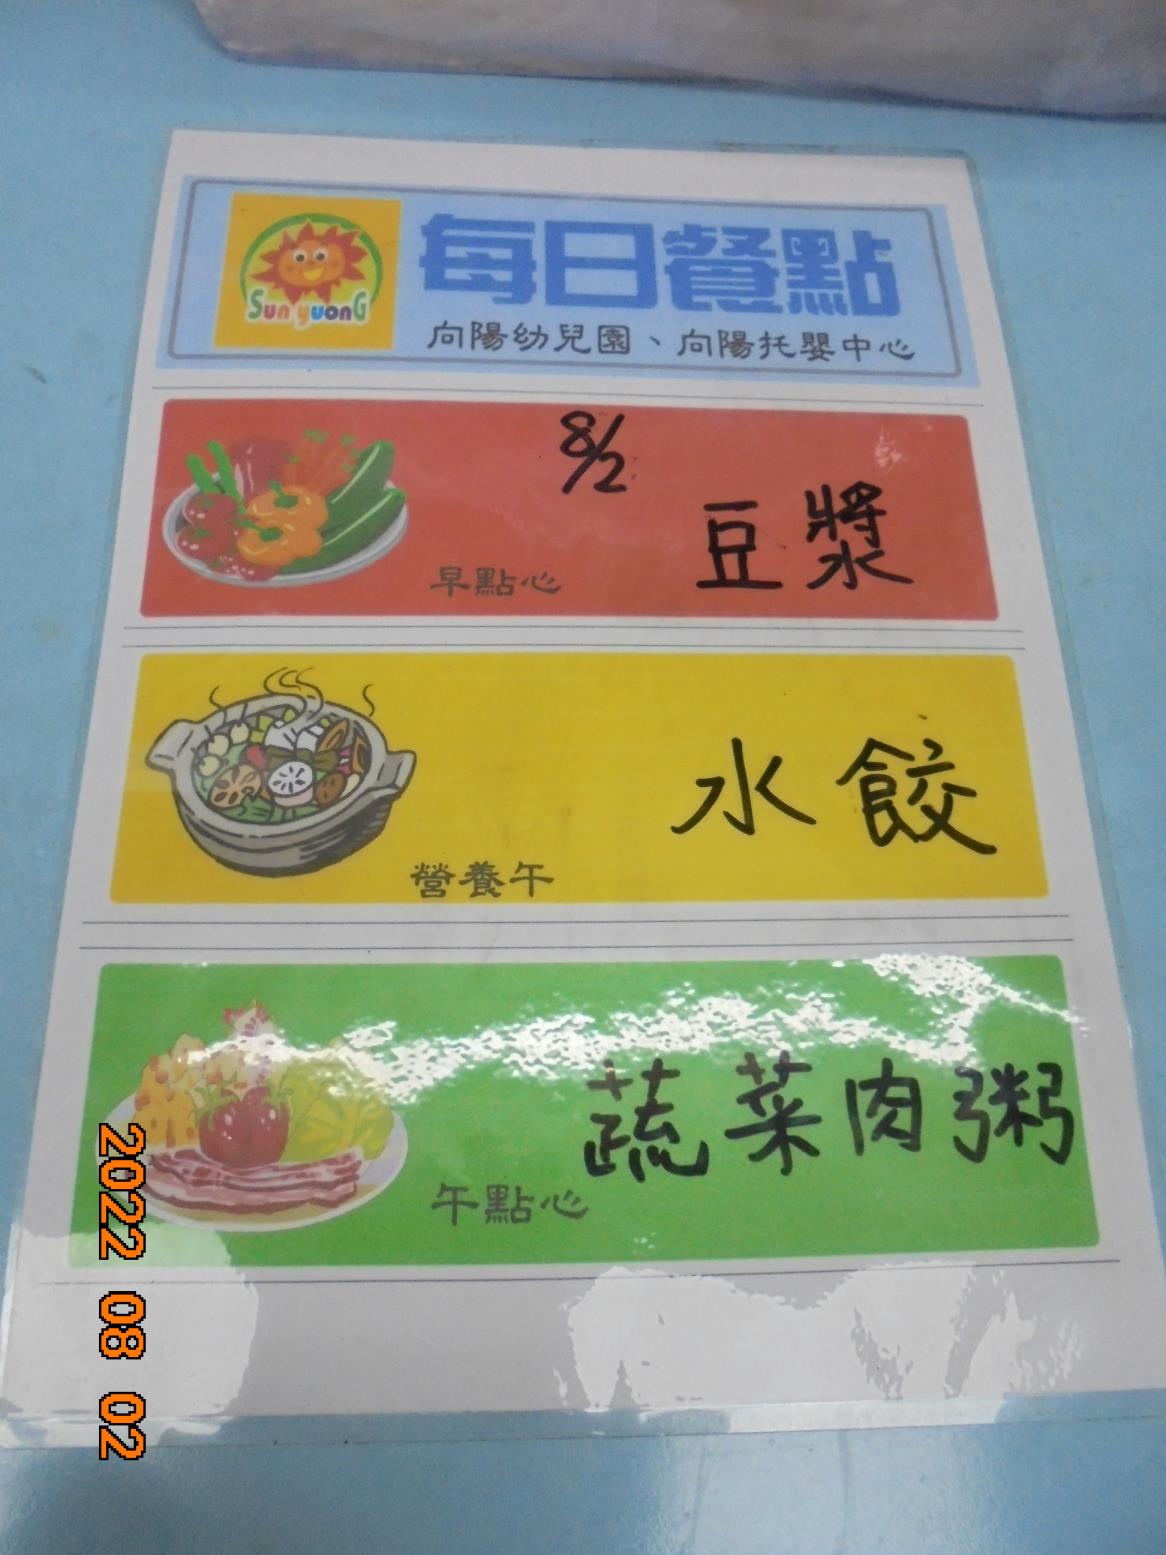 Sun yuonG
每日餐點
向陽幼兒園、向陽托嬰中心
8/2
豆漿
早點心
水餃
營養午
蔬菜肉粥
午點心
2022 08 02